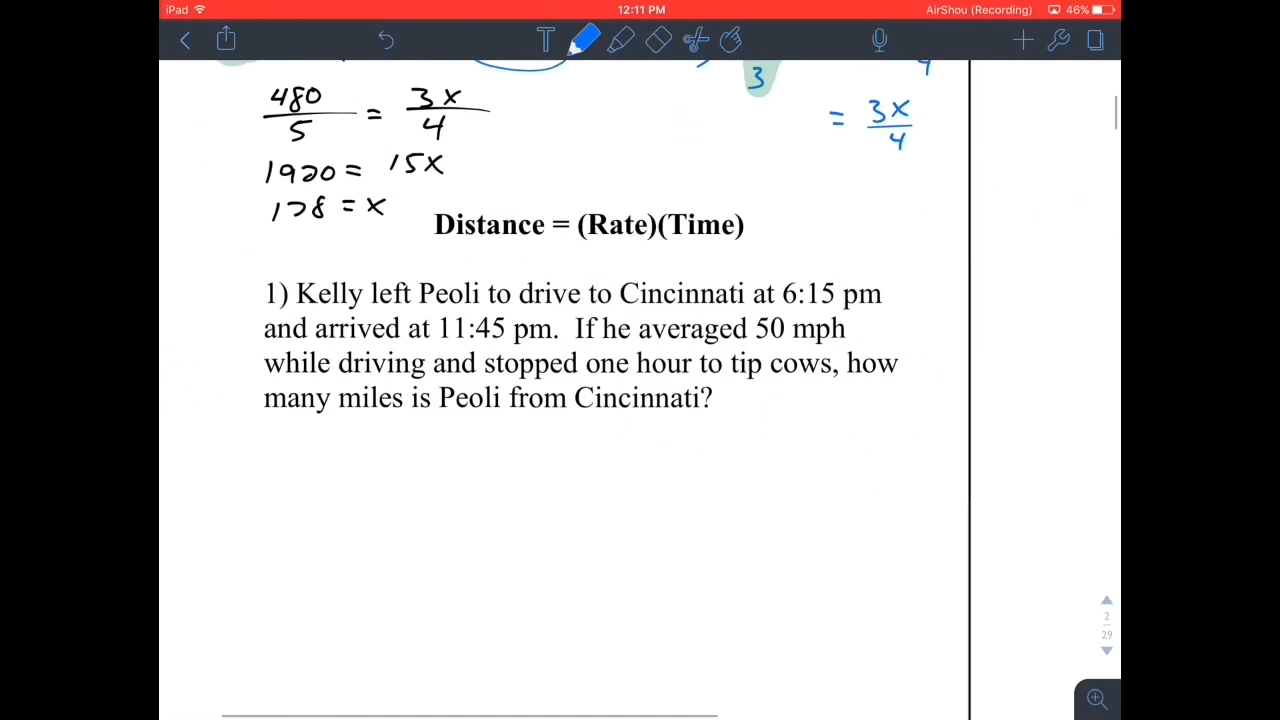 iPad 12:11 PM AirShou (Recording) 46%
T
3
4
480/5 = 3x/4
= 3x/4
1920 = 15x
128 = x
Distance = (Rate)(Time)
1) Kelly left Peoli to drive to Cincinnati at 6:15 pm
and arrived at 11:45 pm. If he averaged 50 mph
while driving and stopped one hour to tip cows, how
many miles is Peoli from Cincinnati?
2
29